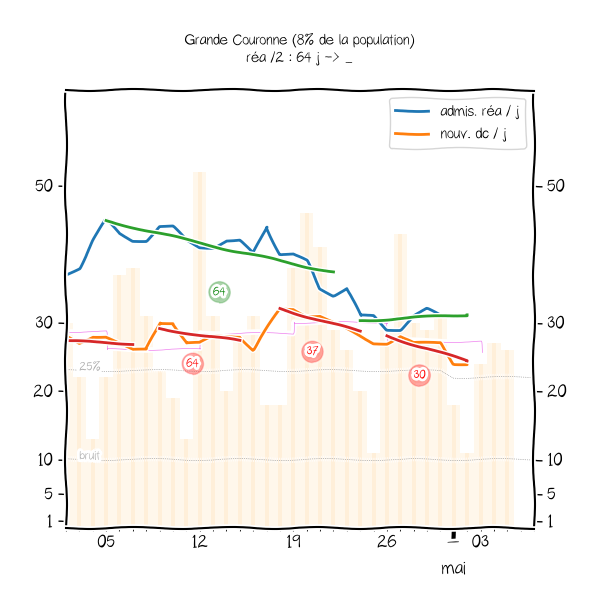 Grande Couronne (8% de la population)
réa /2 : 64 j -> _
admis. réa / j
nouv. dc / j
50 50
64
30 30
37
64
30
25%
20 20
bruit
10 10
5 5
1 1
05 12 19 26 03
mai